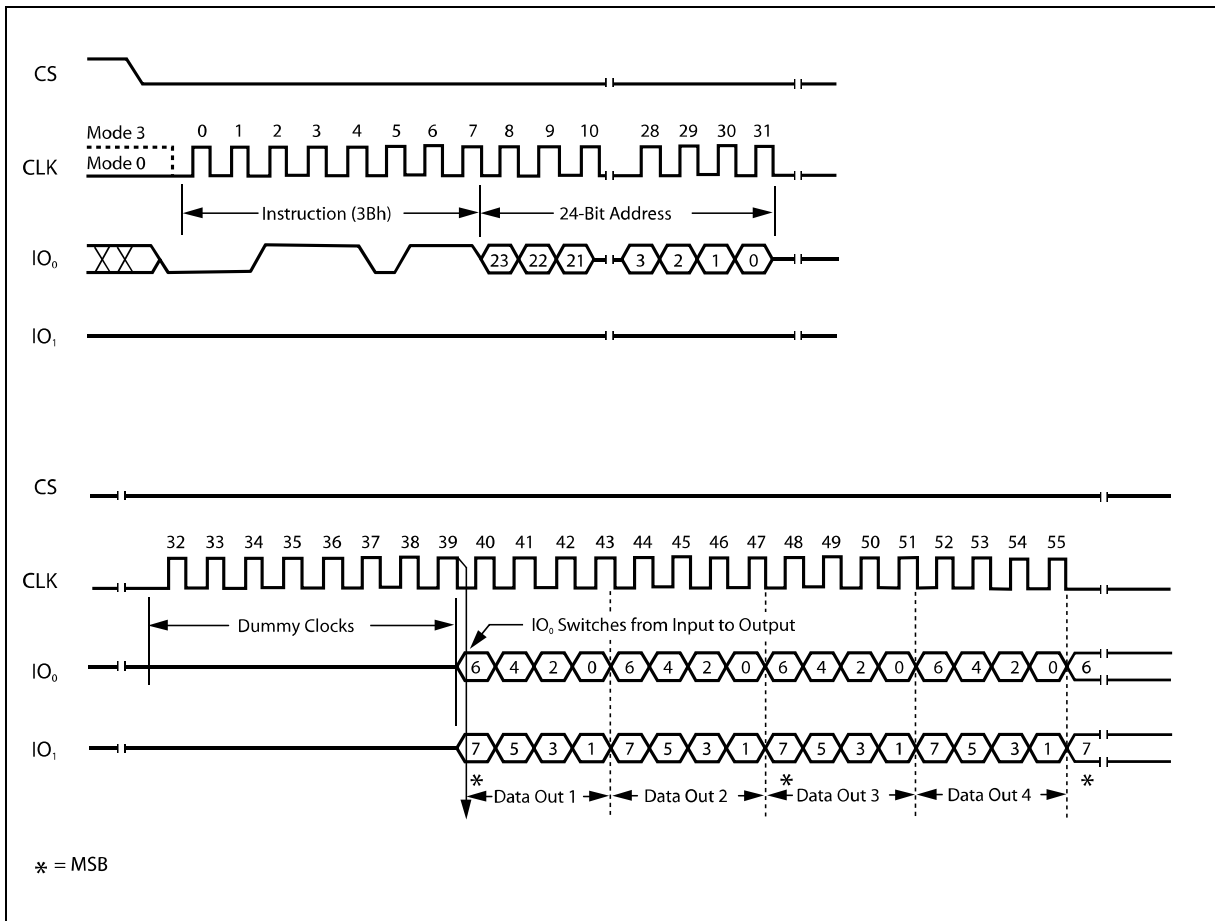 CS
Mode 3
0 1 2 3 4 5 6 7 8 9 10 28 29 30 31
Mode 0
CLK
Instruction (3Bh) 24-Bit Address
IO₀ 23 22 21 3 2 1 0
IO₁
CS
32 33 34 35 36 37 38 39 40 41 42 43 44 45 46 47 48 49 50 51 52 53 54 55
CLK
Dummy Clocks IO₀ Switches from Input to Output
IO₀ 6 4 2 0 6 4 2 0 6 4 2 0 6 4 2 0 6
IO₁ 7 5 3 1 7 5 3 1 7 5 3 1 7 5 3 1 7
* * *
Data Out 1 Data Out 2 Data Out 3 Data Out 4
* = MSB